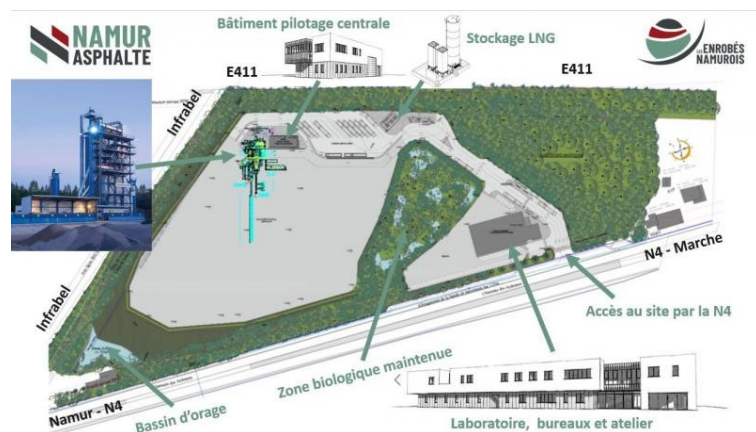 NAMUR
ASPHALTE
Bâtiment pilotage centrale
Stockage LNG
LES ENROBÉS
NAMUROIS
E411
E411
Infrabel
Infrabel
N4 - Marche
Accès au site par la N4
Zone biologique maintenue
Namur - N4
Bassin d'orage
Laboratoire, bureaux et atelier